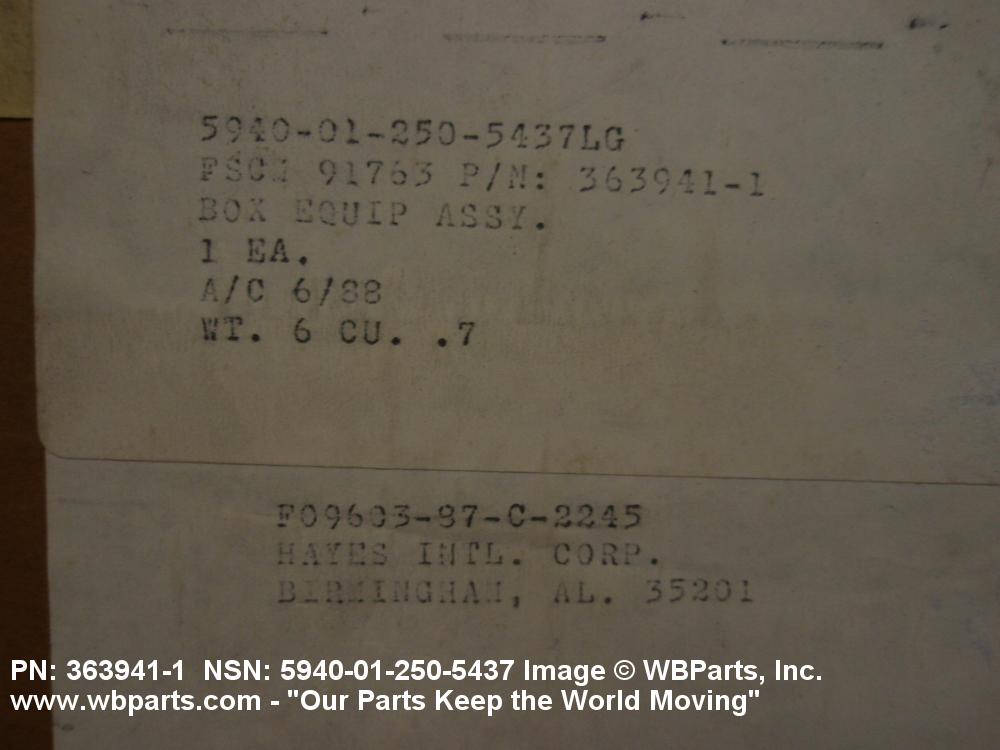 5940-01-250-5437LG
FSCM 91763 P/N: 363941-1
BOX EQUIP ASSY.
1 EA.
A/C 6/88
WT. 6 CU. .7
F09603-87-C-2245
HAYES INTL. CORP.
BIRMINGHAM, AL. 35201
PN: 363941-1 NSN: 5940-01-250-5437 Image © WBParts, Inc.
www.wbparts.com - "Our Parts Keep the World Moving"